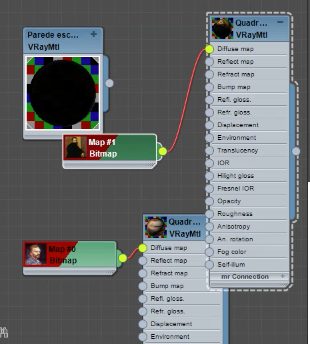 Parede esc...
VRayMtl
Map #1
Bitmap
Quadr...
VRayMtl
Diffuse map
Reflect map
Refract map
Bump map
Refl. gloss.
Refr. gloss.
Displacement
Environment
Translucency
IOR
Hilight gloss
Fresnel IOR
Opacity
Roughness
Anisotropy
An. rotation
Fog color
Self-illum
mr Connection
Map #0
Bitmap
Quadr...
VRayMtl
Diffuse map
Reflect map
Refract map
Bump map
Refl. gloss.
Refr. gloss.
Displacement
Environment